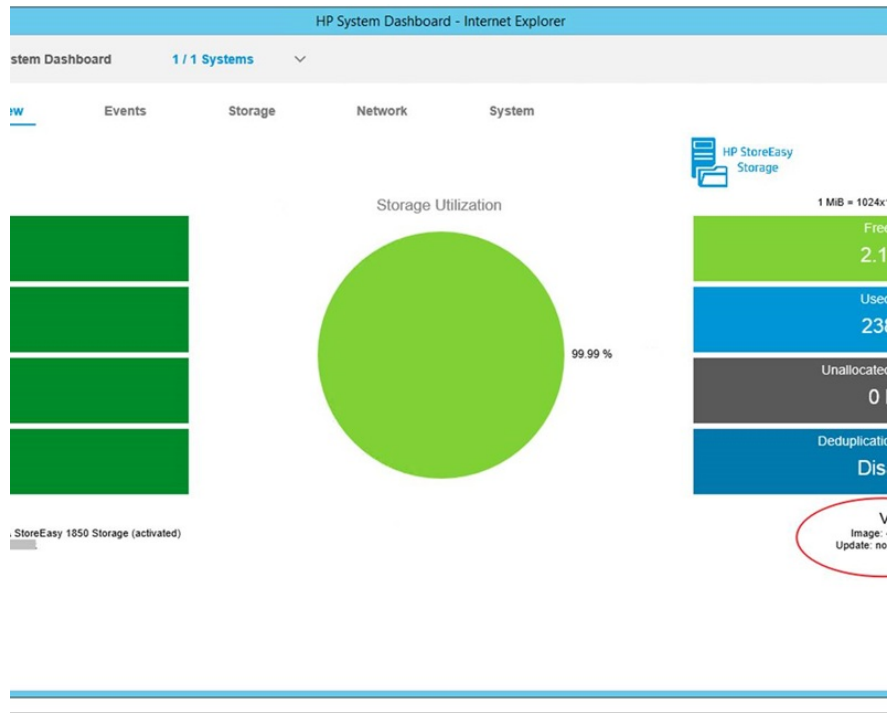 HP System Dashboard - Internet Explorer
stem Dashboard 1 / 1 Systems
ew Events Storage Network System
HP StoreEasy
Storage
1 MiB = 1024x
Storage Utilization
Free
2.1
Used
238
99.99 %
Unallocated
0
Deduplicatio
Dis
StoreEasy 1850 Storage (activated)
V
Image:
Update: no